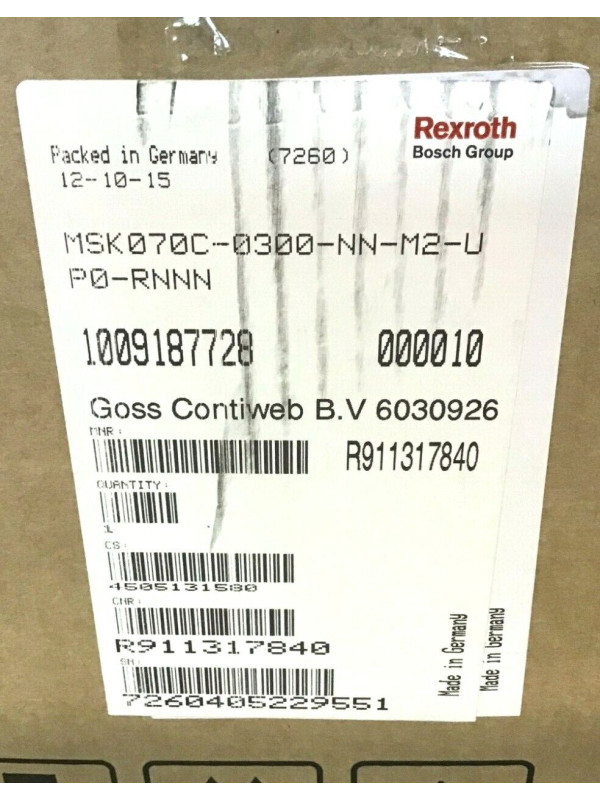 Rexroth
Bosch Group
Packed in Germany (7260)
12-10-15
MSK070C-0300-NN-M2-U
P0-RNNN
1009187728 000010
Goss Contiweb B.V 6030926
MNR:
R911317840
QUANTITY:
1
CS:
4505131580
CNR:
R911317840
SN:
7260405229551
Made in Germany
Made in Germany